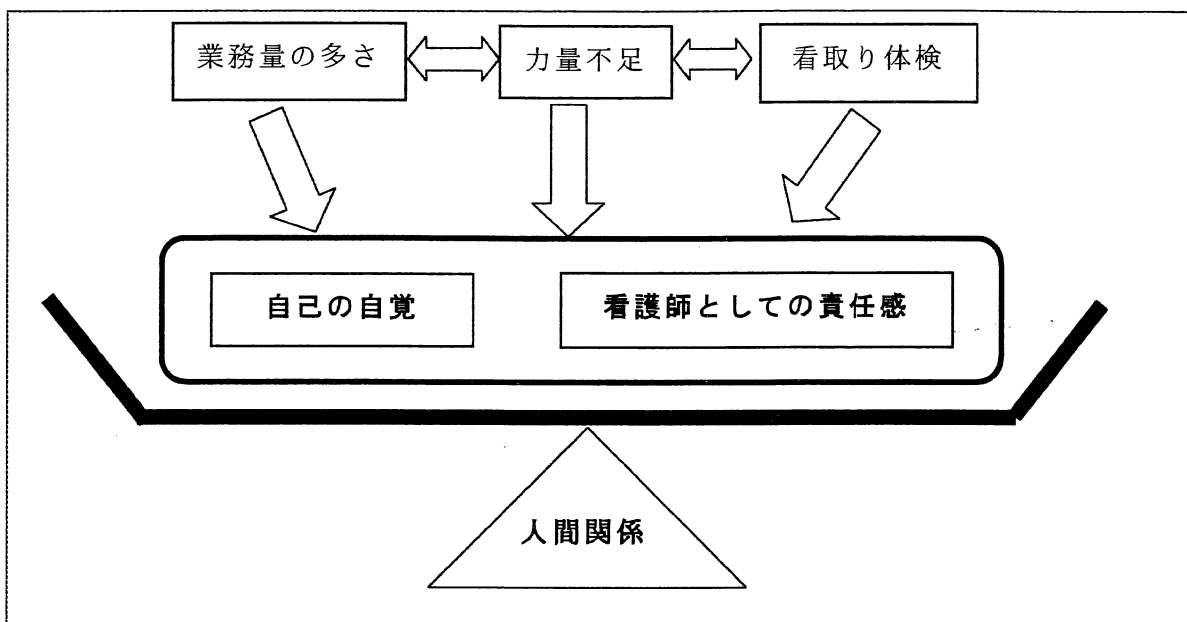 業務量の多さ
力量不足
看取り体検
自己の自覚
看護師としての責任感
人間関係